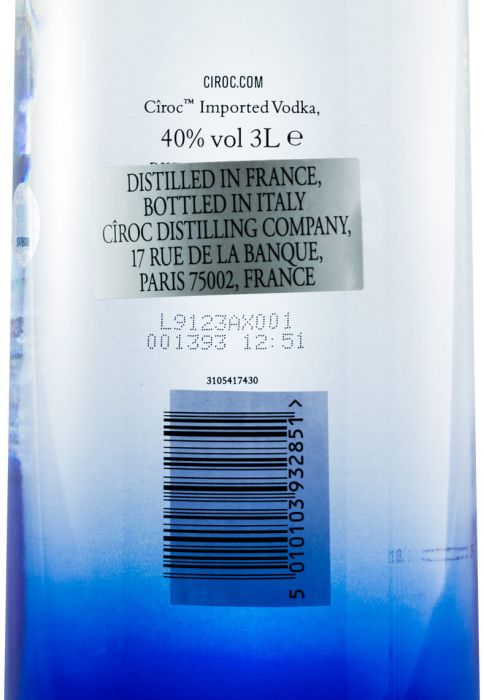 CIROC.COM
Cîroc™ Imported Vodka,
40% vol 3L ℮
DISTILLED IN FRANCE,
BOTTLED IN ITALY
CÎROC DISTILLING COMPANY,
17 RUE DE LA BANQUE,
PARIS 75002, FRANCE
L9123AX001
001393 12:51
3105417430
5 010103 932851 >